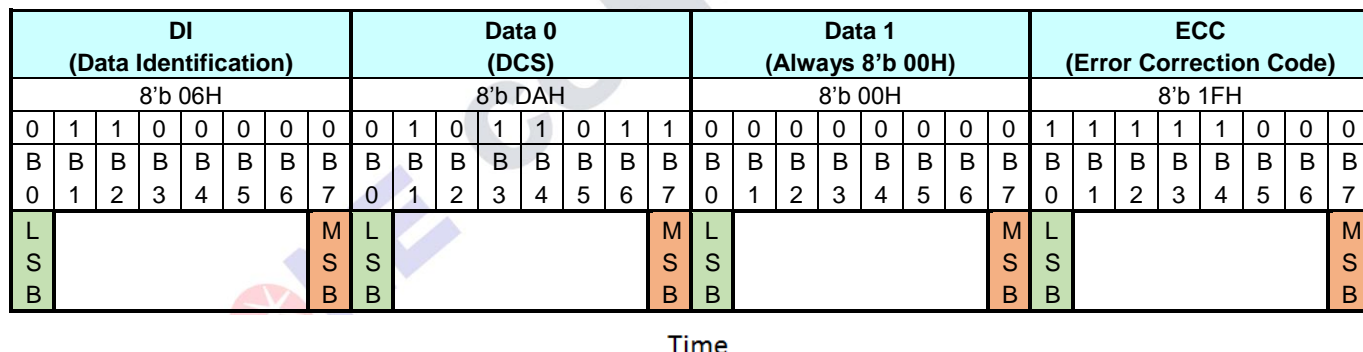 DI Data 0 Data 1 ECC
(Data Identification) (DCS) (Always 8’b 00H) (Error Correction Code)
8’b 06H 8’b DAH 8’b 00H 8’b 1FH
0 1 1 0 0 0 0 0 0 1 0 1 1 0 1 1 0 0 0 0 0 0 0 0 1 1 1 1 1 0 0 0
B B B B B B B B B B B B B B B B B B B B B B B B B B B B B B B B
0 1 2 3 4 5 6 7 0 1 2 3 4 5 6 7 0 1 2 3 4 5 6 7 0 1 2 3 4 5 6 7
L M L M L M L M
S S S S S S S S
B B B B B B B B
Time